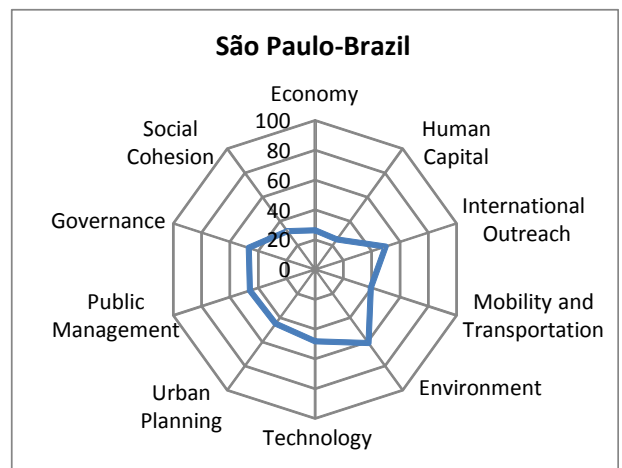 São Paulo-Brazil
Economy
Human
Capital
International
Outreach
Mobility and
Transportation
Environment
Technology
Urban
Planning
Public
Management
Governance
Social
Cohesion
100
80
60
40
20
0